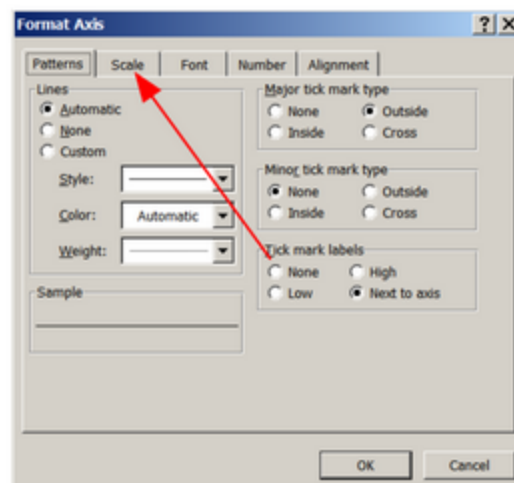 Format Axis
Patterns Scale Font Number Alignment
Lines
Automatic
None
Custom
Style:
Color: Automatic
Weight:
Sample
Major tick mark type
None Outside
Inside Cross
Minor tick mark type
None Outside
Inside Cross
Tick mark labels
None High
Low Next to axis
OK Cancel